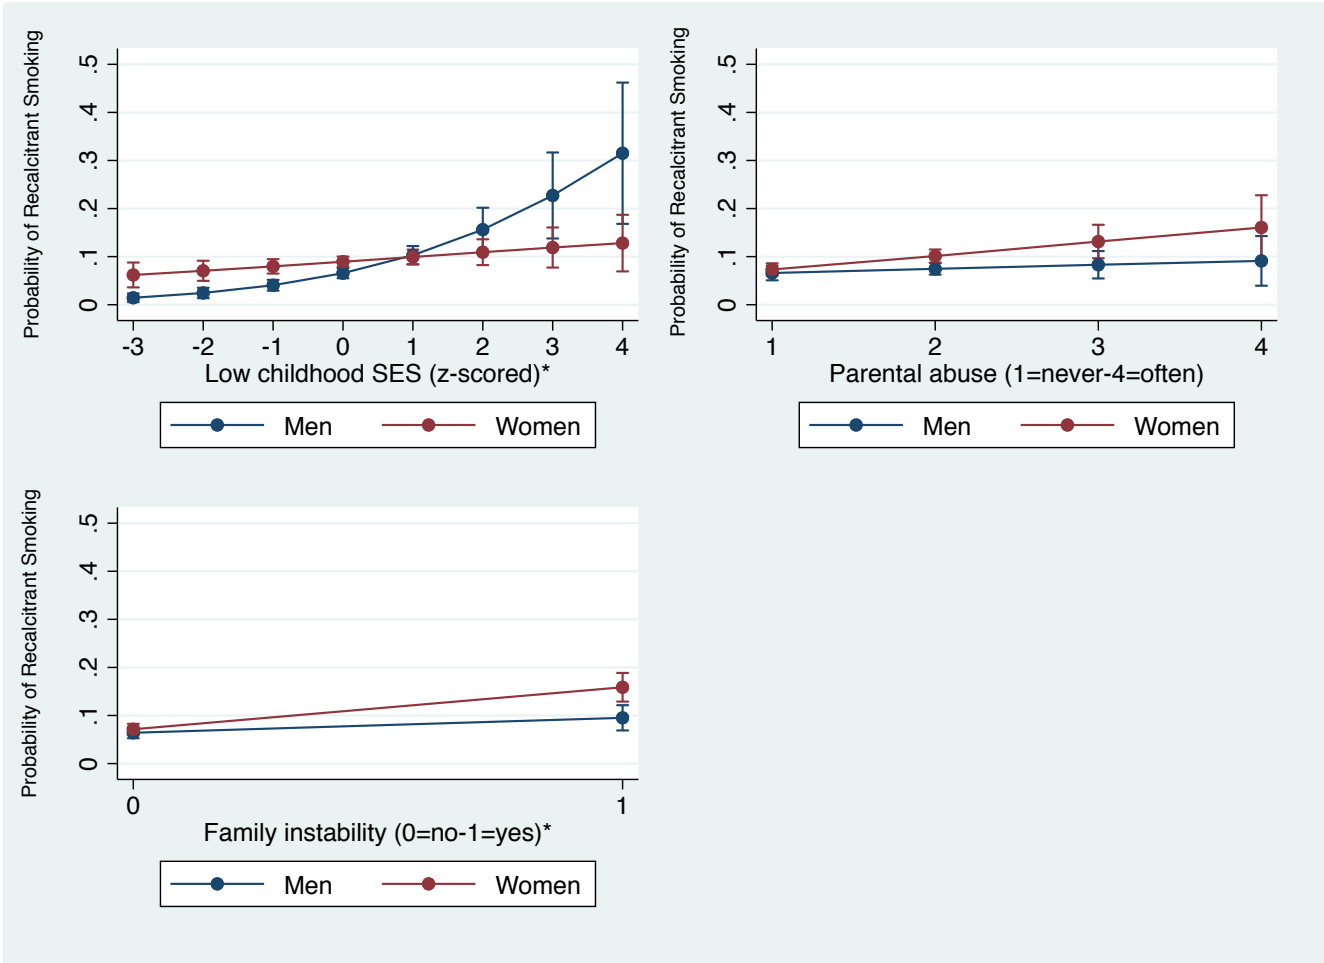 Probability of Recalcitrant Smoking
.5
.4
.3
.2
.1
0
-3 -2 -1 0 1 2 3 4
Low childhood SES (z-scored)*
Men Women
Probability of Recalcitrant Smoking
.5
.4
.3
.2
.1
0
1 2 3 4
Parental abuse (1=never-4=often)
Men Women
Probability of Recalcitrant Smoking
.5
.4
.3
.2
.1
0
0 1
Family instability (0=no-1=yes)*
Men Women